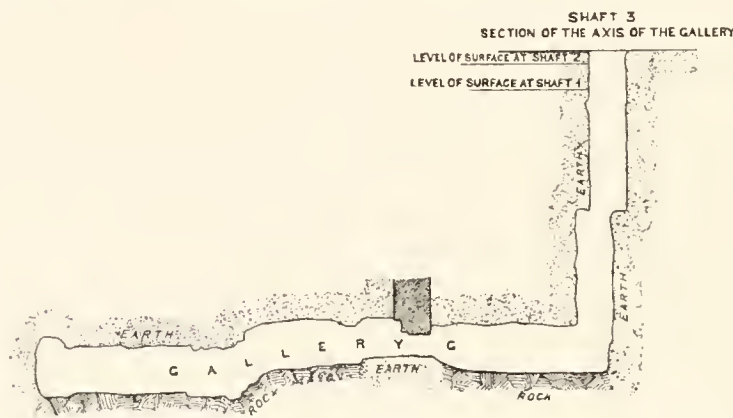 SHAFT 3
SECTION OF THE AXIS OF THE GALLERY
LEVEL OF SURFACE AT SHAFT 2
LEVEL OF SURFACE AT SHAFT 1
EARTH
EARTH
EARTH
GALLERY G
EARTH
ROCK
ROCK